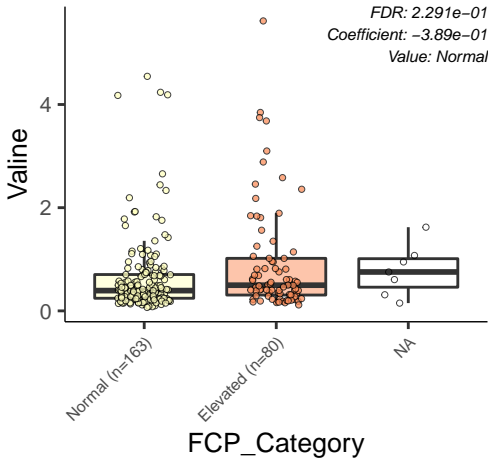 FDR: 2.291e−01
Coefficient: −3.89e−01
Value: Normal
Valine
4
2
0
Normal (n=163)
Elevated (n=80)
NA
FCP_Category